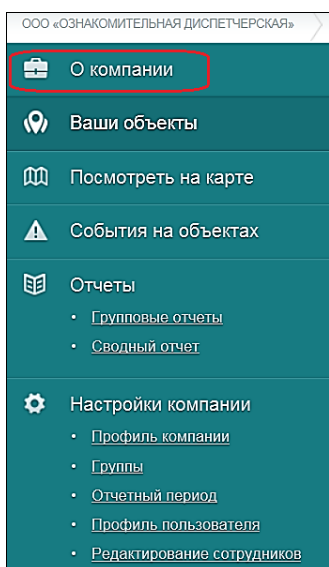 ООО «ОЗНАКОМИТЕЛЬНАЯ ДИСПЕТЧЕРСКАЯ»
О компании
Ваши объекты
Посмотреть на карте
События на объектах
Отчеты
• Групповые отчеты
• Сводный отчет
Настройки компании
• Профиль компании
• Группы
• Отчетный период
• Профиль пользователя
• Редактирование сотрудников